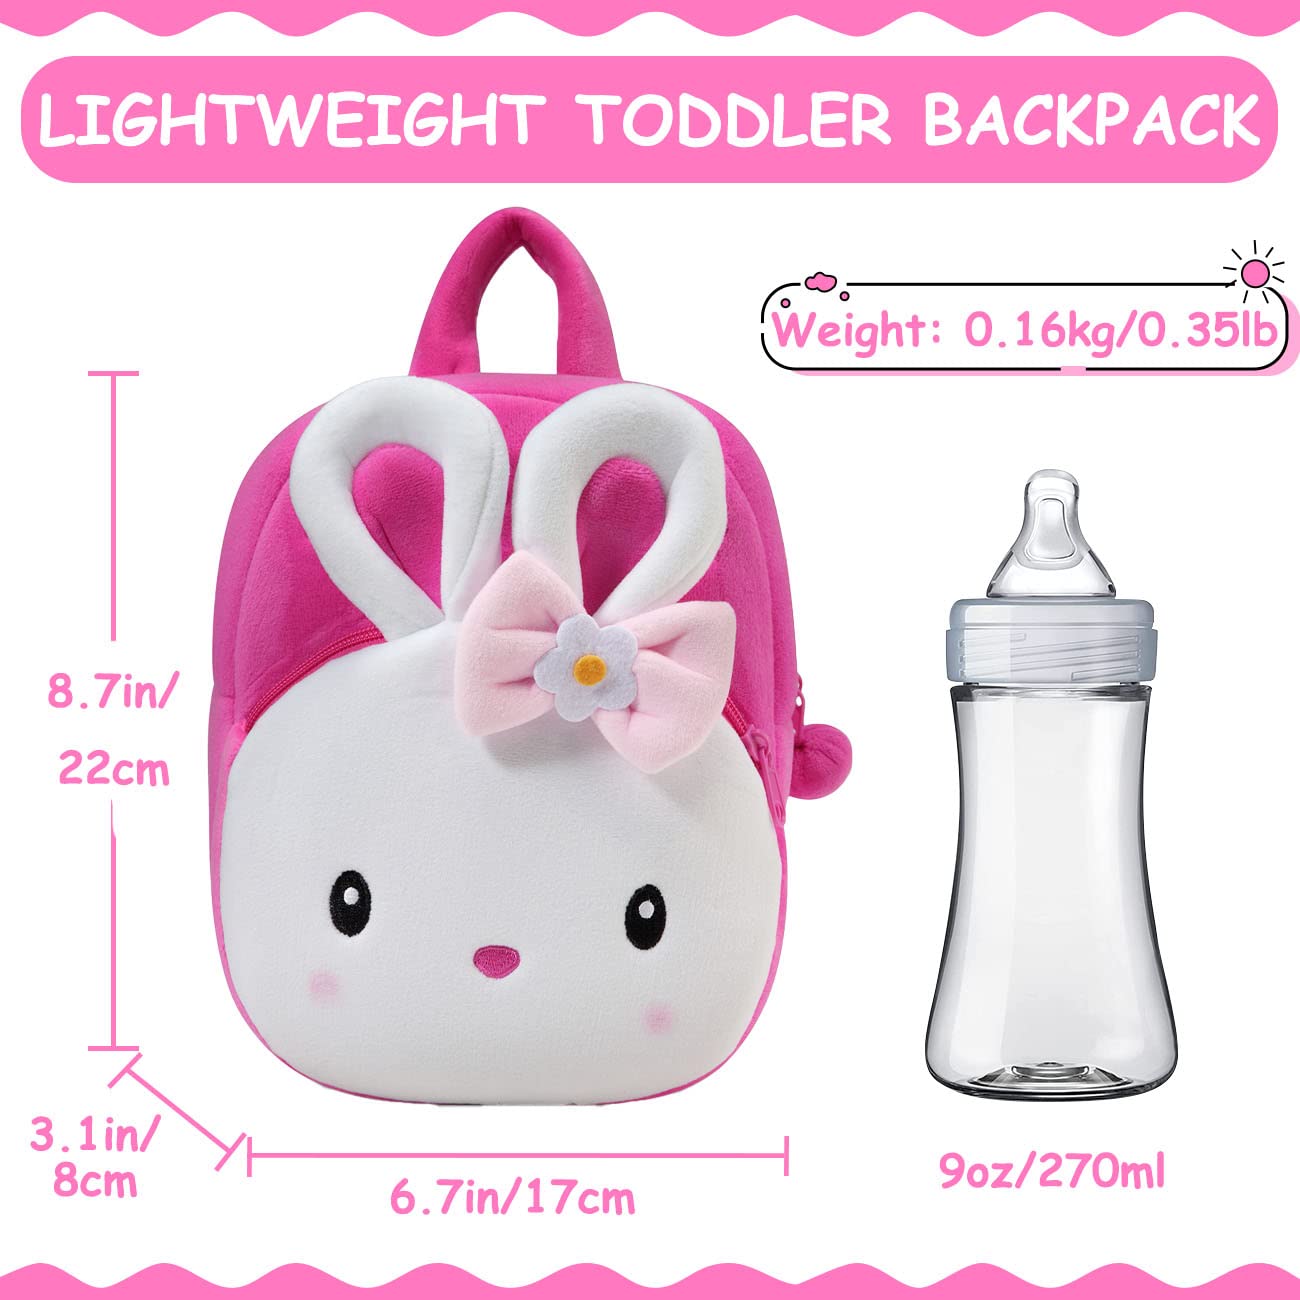 LIGHTWEIGHT TODDLER BACKPACK
Weight: 0.16kg/0.35lb
8.7in/
22cm
3.1in/
8cm
6.7in/17cm
9oz/270ml